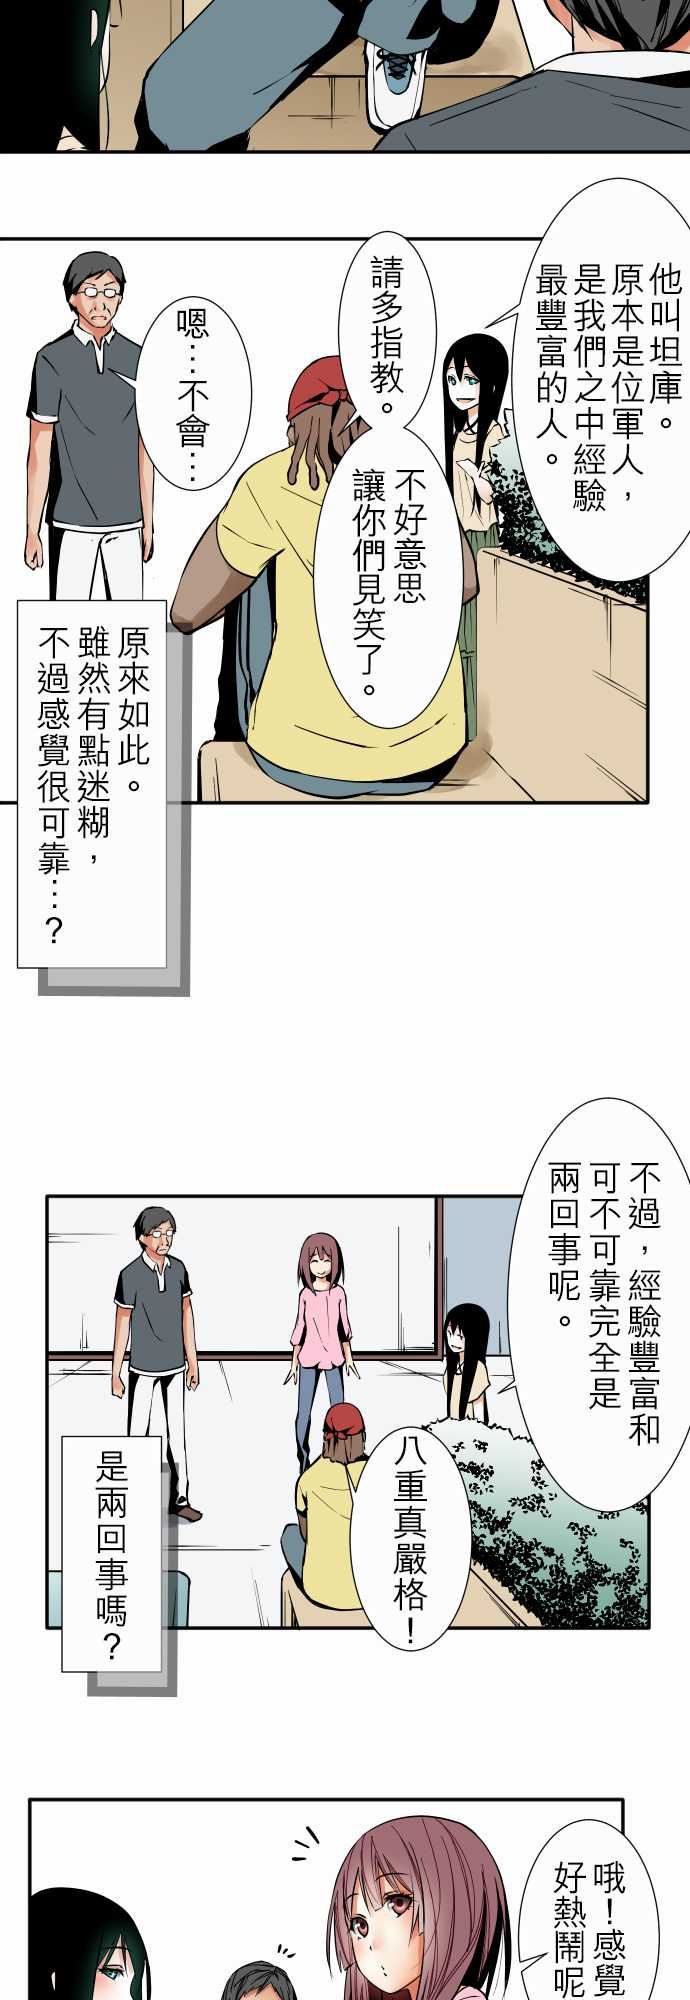 他叫坦庫。
原本是位軍人，
是我們之中經驗
最豐富的人。
請多指教。
不好意思
讓你們見笑了。
嗯…不會…
原來如此。
雖然有點迷糊，
不過感覺很可靠…？
不過，經驗豐富和
可不可靠完全是
兩回事呢。
八重真嚴格！
是兩回事嗎？
哦！感覺
好熱鬧呢